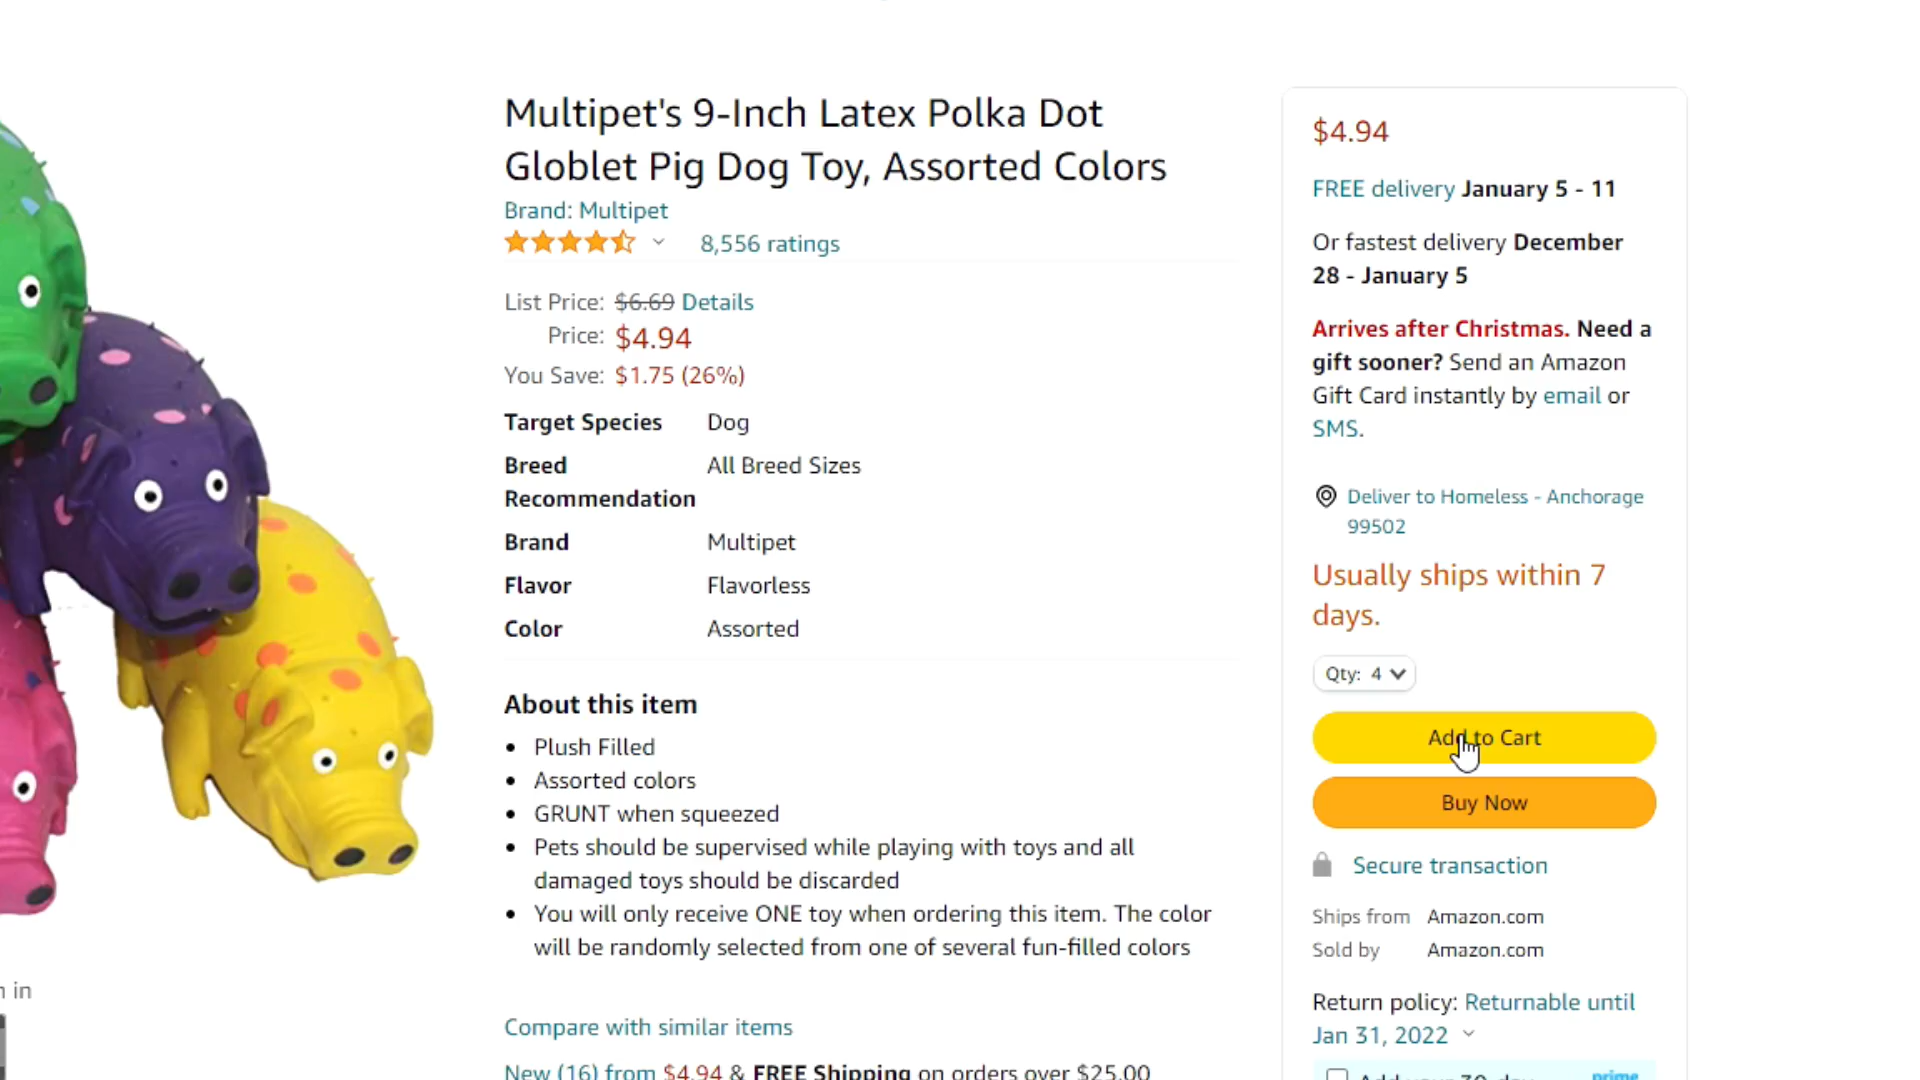 Multipet's 9-Inch Latex Polka Dot
Globlet Pig Dog Toy, Assorted Colors
Brand: Multipet
8,556 ratings
List Price: $6.69 Details
Price: $4.94
You Save: $1.75 (26%)
Target Species Dog
Breed Recommendation All Breed Sizes
Brand Multipet
Flavor Flavorless
Color Assorted
About this item
• Plush Filled
• Assorted colors
• GRUNT when squeezed
• Pets should be supervised while playing with toys and all
damaged toys should be discarded
• You will only receive ONE toy when ordering this item. The color
will be randomly selected from one of several fun-filled colors
Compare with similar items
New (16) from $4.94 & FREE Shipping on orders over $25.00
$4.94
FREE delivery January 5 - 11
Or fastest delivery December
28 - January 5
Arrives after Christmas. Need a
gift sooner? Send an Amazon
Gift Card instantly by email or
SMS.
Deliver to Homeless - Anchorage
99502
Usually ships within 7
days.
Qty: 4
Add to Cart
Buy Now
Secure transaction
Ships from Amazon.com
Sold by Amazon.com
Return policy: Returnable until
Jan 31, 2022
Add your 30-day
prime
in